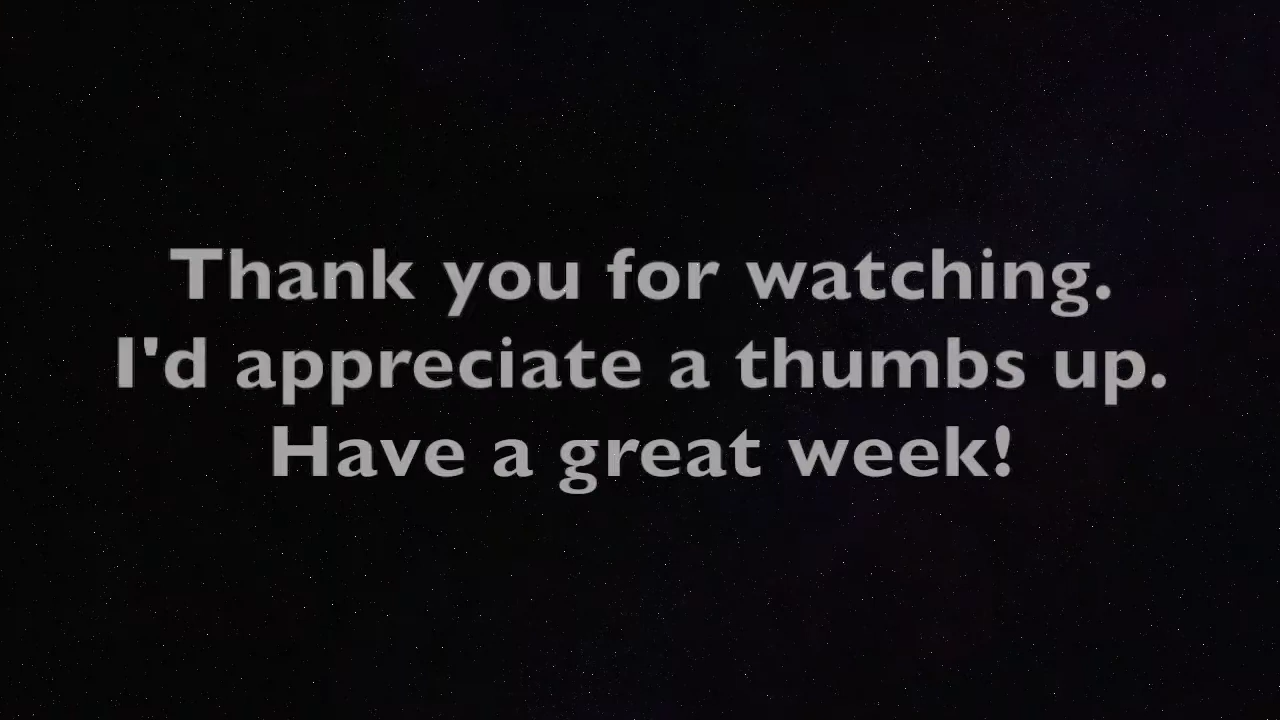 Thank you for watching.
I'd appreciate a thumbs up.
Have a great week!